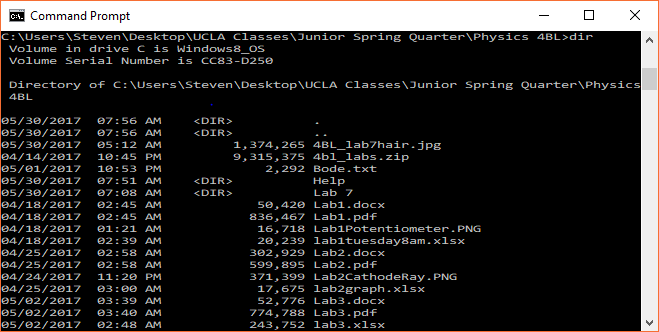 Command Prompt
C:\Users\Steven\Desktop\UCLA Classes\Junior Spring Quarter\Physics 4BL>dir
Volume in drive C is Windows8_OS
Volume Serial Number is CC83-D250
Directory of C:\Users\Steven\Desktop\UCLA Classes\Junior Spring Quarter\Physics
4BL
05/30/2017  07:56 AM    <DIR>          .
05/30/2017  07:56 AM    <DIR>          ..
05/30/2017  05:12 AM         1,374,265 4BL_lab7hair.jpg
04/14/2017  10:45 PM         9,315,375 4bl_labs.zip
05/01/2017  10:53 PM             2,292 Bode.txt
05/30/2017  07:51 AM    <DIR>          Help
05/30/2017  07:08 AM    <DIR>          Lab 7
04/18/2017  02:45 AM            50,420 Lab1.docx
04/18/2017  02:45 AM           836,467 Lab1.pdf
04/18/2017  01:21 AM            16,718 Lab1Potentiometer.PNG
04/18/2017  02:39 AM            20,239 lab1tuesday8am.xlsx
04/25/2017  02:58 AM           302,929 Lab2.docx
04/25/2017  02:58 AM           599,895 Lab2.pdf
04/24/2017  11:20 PM           371,399 Lab2CathodeRay.PNG
04/25/2017  03:00 AM            17,675 lab2graph.xlsx
05/02/2017  03:39 AM            52,776 Lab3.docx
05/02/2017  03:40 AM           774,788 Lab3.pdf
05/02/2017  02:48 AM           243,752 lab3.xlsx